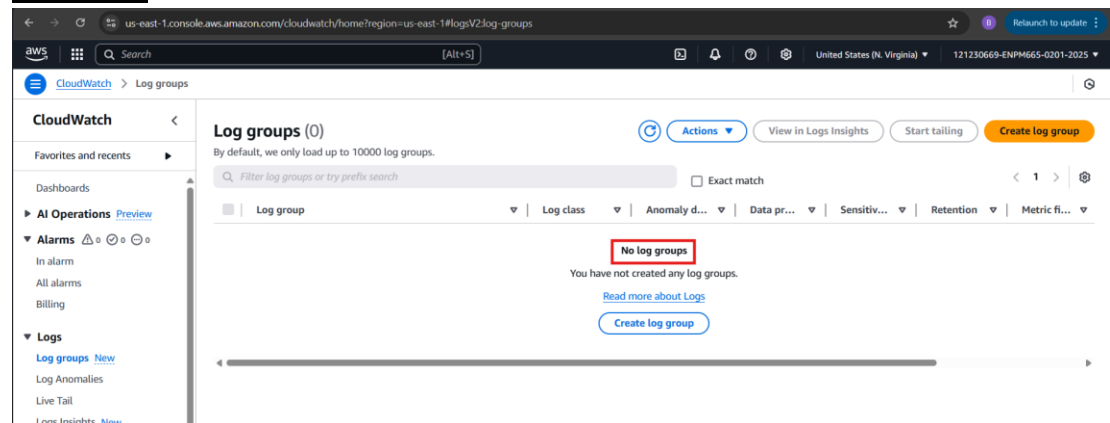 us-east-1.console.aws.amazon.com/cloudwatch/home?region=us-east-1#logsV2:log-groups
B
Relaunch to update
aws
Search
[Alt+S]
United States (N. Virginia)
121230669-ENPM665-0201-2025
CloudWatch > Log groups
CloudWatch
Favorites and recents
Dashboards
AI Operations Preview
Alarms 0 0 0
In alarm
All alarms
Billing
Logs
Log groups New
Log Anomalies
Live Tail
Logs Insights New
Log groups (0)
Actions
View in Logs Insights
Start tailing
Create log group
By default, we only load up to 10000 log groups.
Filter log groups or try prefix search
Exact match
1
Log group
Log class
Anomaly d...
Data pr...
Sensitiv...
Retention
Metric fi...
No log groups
You have not created any log groups.
Read more about Logs
Create log group